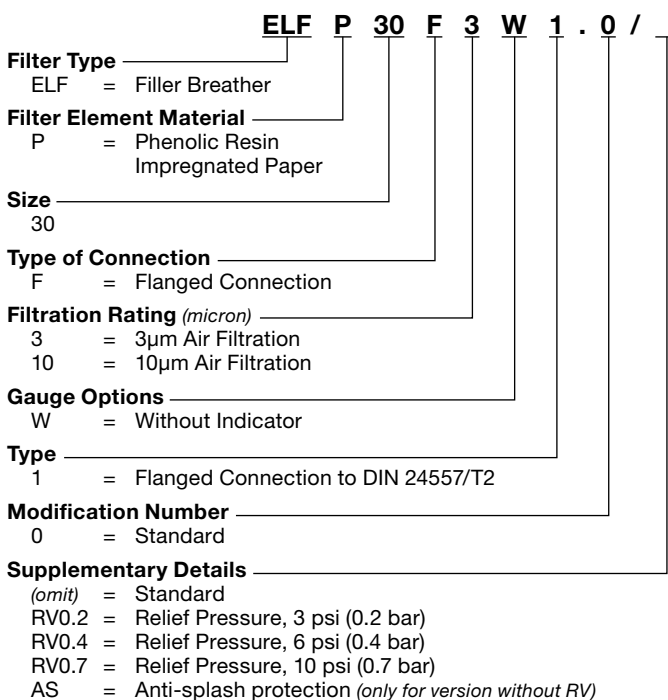 ELF P 30 F 3 W 1 . 0 / _
Filter Type
ELF = Filler Breather
Filter Element Material
P = Phenolic Resin
Impregnated Paper
Size
30
Type of Connection
F = Flanged Connection
Filtration Rating (micron)
3 = 3µm Air Filtration
10 = 10µm Air Filtration
Gauge Options
W = Without Indicator
Type
1 = Flanged Connection to DIN 24557/T2
Modification Number
0 = Standard
Supplementary Details
(omit) = Standard
RV0.2 = Relief Pressure, 3 psi (0.2 bar)
RV0.4 = Relief Pressure, 6 psi (0.4 bar)
RV0.7 = Relief Pressure, 10 psi (0.7 bar)
AS = Anti-splash protection (only for version without RV)